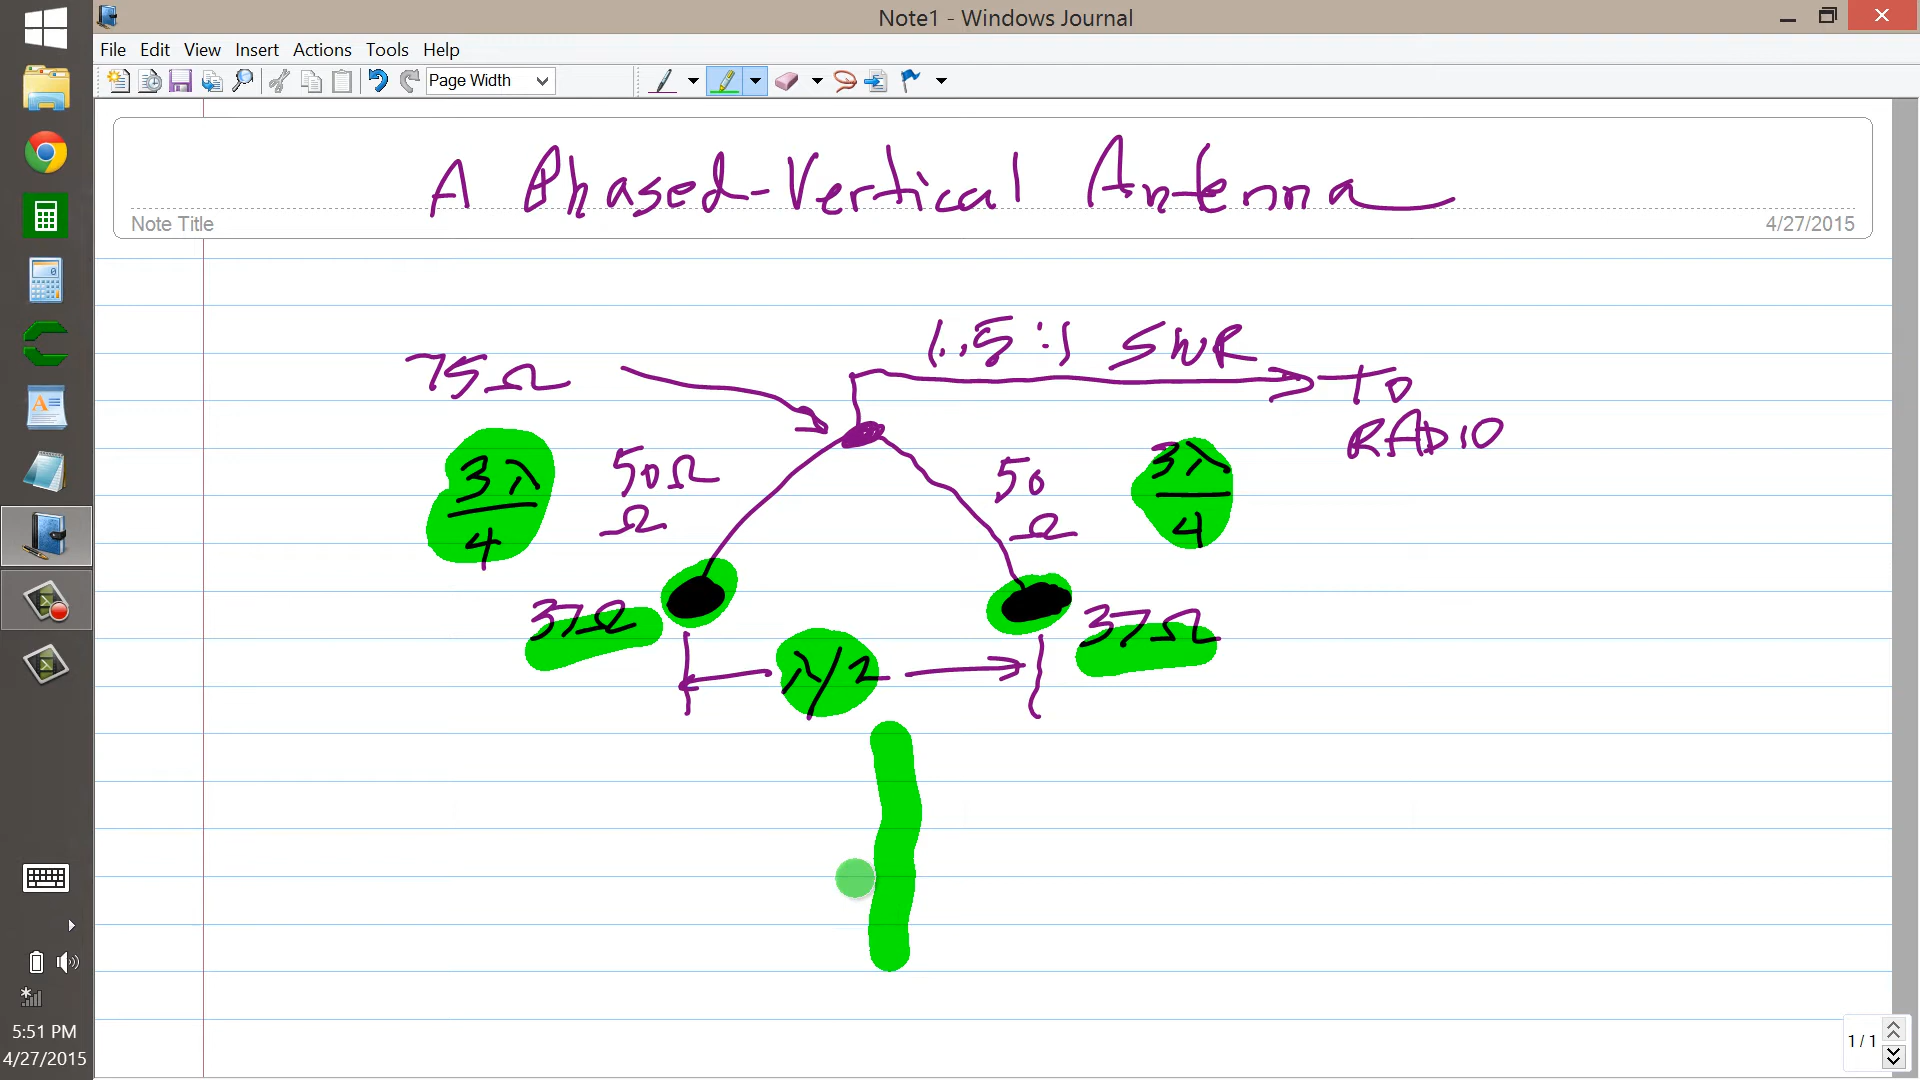 Note1 - Windows Journal
File Edit View Insert Actions Tools Help
Page Width
A Phased-Vertical Antenna
Note Title
4/27/2015
1.5:1 SWR
75Ω
TO
RADIO
3λ
4
50Ω
Ω
50
Ω
3λ
4
37Ω
37Ω
λ/2
1 / 1
5:51 PM
4/27/2015